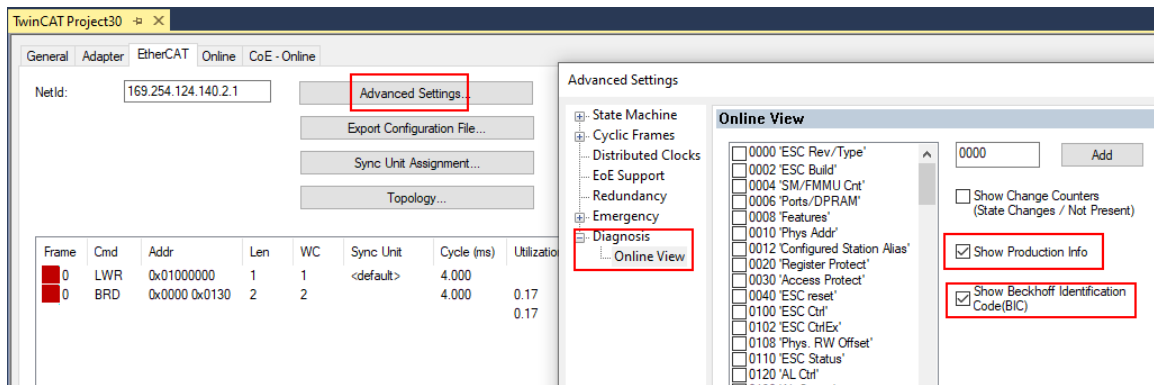 TwinCAT Project30
General Adapter EtherCAT Online CoE - Online
NetId: 169.254.124.140.2.1
Advanced Settings...
Export Configuration File...
Sync Unit Assignment...
Topology...
Frame Cmd Addr Len WC Sync Unit Cycle (ms) Utilizatio
0 LWR 0x01000000 1 1 <default> 4.000
0 BRD 0x0000 0x0130 2 2 4.000 0.17
0.17
Advanced Settings
State Machine
Cyclic Frames
Distributed Clocks
EoE Support
Redundancy
Emergency
Diagnosis
Online View
Online View
0000 'ESC Rev/Type'
0002 'ESC Build'
0004 'SM/FMMU Cnt'
0006 'Ports/DPRAM'
0008 'Features'
0010 'Phys Addr'
0012 'Configured Station Alias'
0020 'Register Protect'
0030 'Access Protect'
0040 'ESC reset'
0100 'ESC Ctrl'
0102 'ESC CtrlEx'
0108 'Phys. RW Offset'
0110 'ESC Status'
0120 'AL Ctrl'
0000 Add
Show Change Counters
(State Changes / Not Present)
Show Production Info
Show Beckhoff Identification
Code(BIC)